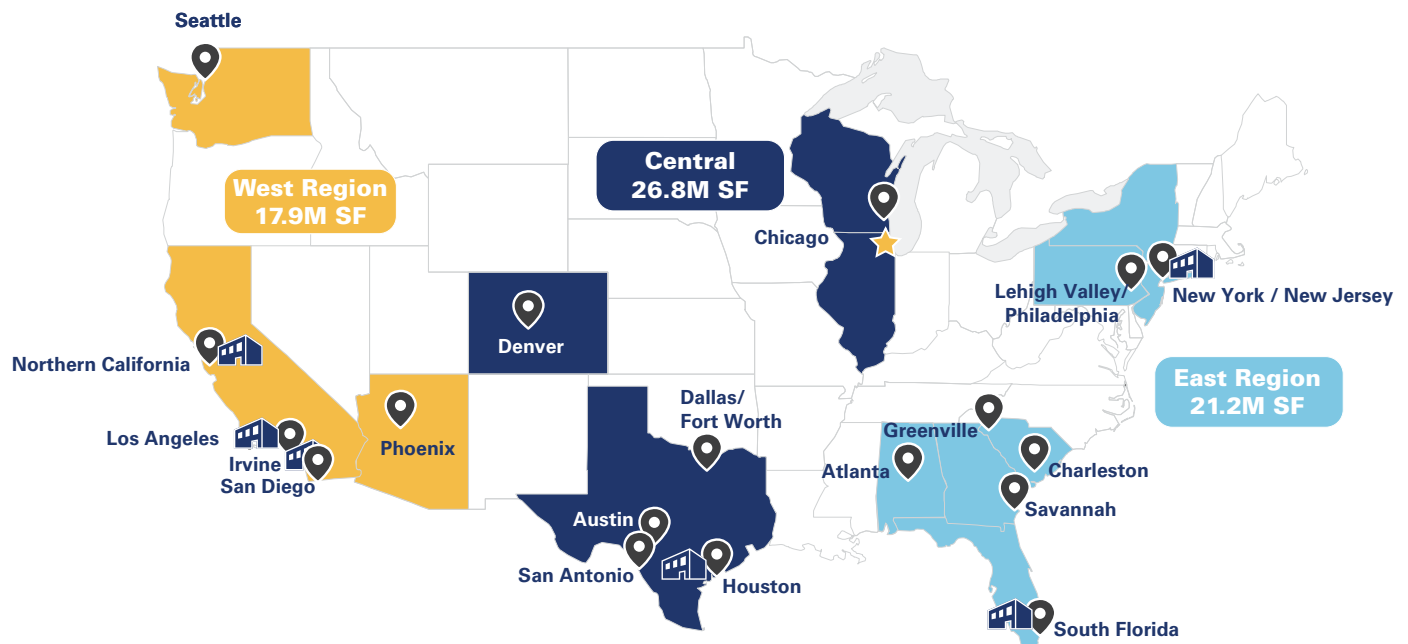 Seattle
West Region
17.9M SF
Central
26.8M SF
Chicago
Lehigh Valley/
Philadelphia
New York / New Jersey
Denver
Northern California
East Region
21.2M SF
Dallas/
Fort Worth
Los Angeles
Irvine
San Diego
Phoenix
Greenville
Atlanta
Charleston
Savannah
Austin
San Antonio
Houston
South Florida